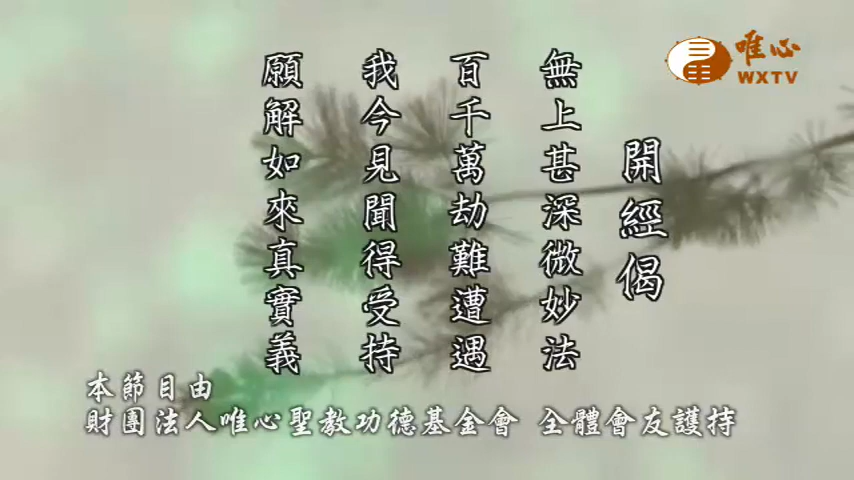 開經偈
無上甚深微妙法
百千萬劫難遭遇
我今見聞得受持
願解如來真實義
本節目由
財團法人唯心聖教功德基金會 全體會友護持
唯心
WXTV